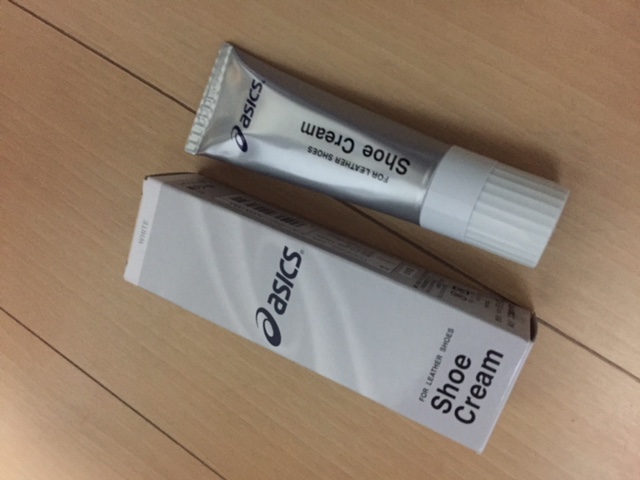 asics
Shoe Cream
FOR LEATHER SHOES
WHITE
asics
FOR LEATHER SHOES
Shoe
Cream